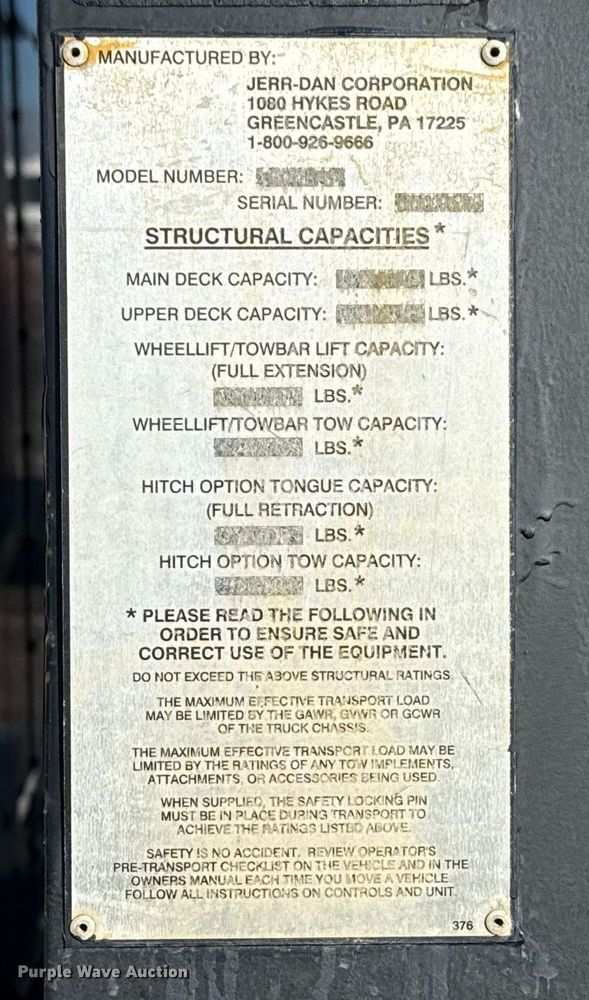 MANUFACTURED BY:
JERR-DAN CORPORATION
1080 HYKES ROAD
GREENCASTLE, PA 17225
1-800-926-9666
MODEL NUMBER:
SERIAL NUMBER:
STRUCTURAL CAPACITIES*
MAIN DECK CAPACITY: LBS.*
UPPER DECK CAPACITY: LBS.*
WHEELLIFT/TOWBAR LIFT CAPACITY:
(FULL EXTENSION)
LBS.*
WHEELLIFT/TOWBAR TOW CAPACITY:
LBS.*
HITCH OPTION TONGUE CAPACITY:
(FULL RETRACTION)
LBS.*
HITCH OPTION TOW CAPACITY:
LBS.*
* PLEASE READ THE FOLLOWING IN
ORDER TO ENSURE SAFE AND
CORRECT USE OF THE EQUIPMENT.
DO NOT EXCEED THE ABOVE STRUCTURAL RATINGS.
THE MAXIMUM EFFECTIVE TRANSPORT LOAD
MAY BE LIMITED BY THE GAWR, GVWR OR GCWR
OF THE TRUCK CHASSIS.
THE MAXIMUM EFFECTIVE TRANSPORT LOAD MAY BE
LIMITED BY THE RATINGS OF ANY TOW IMPLEMENTS,
ATTACHMENTS, OR ACCESSORIES BEING USED.
WHEN SUPPLIED, THE SAFETY LOCKING PIN
MUST BE IN PLACE DURING TRANSPORT TO
ACHIEVE THE RATINGS LISTED ABOVE.
SAFETY IS NO ACCIDENT. REVIEW OPERATOR'S
PRE-TRANSPORT CHECKLIST ON THE VEHICLE AND IN THE
OWNERS MANUAL EACH TIME YOU MOVE A VEHICLE.
FOLLOW ALL INSTRUCTIONS ON CONTROLS AND UNIT.
376
Purple Wave Auction